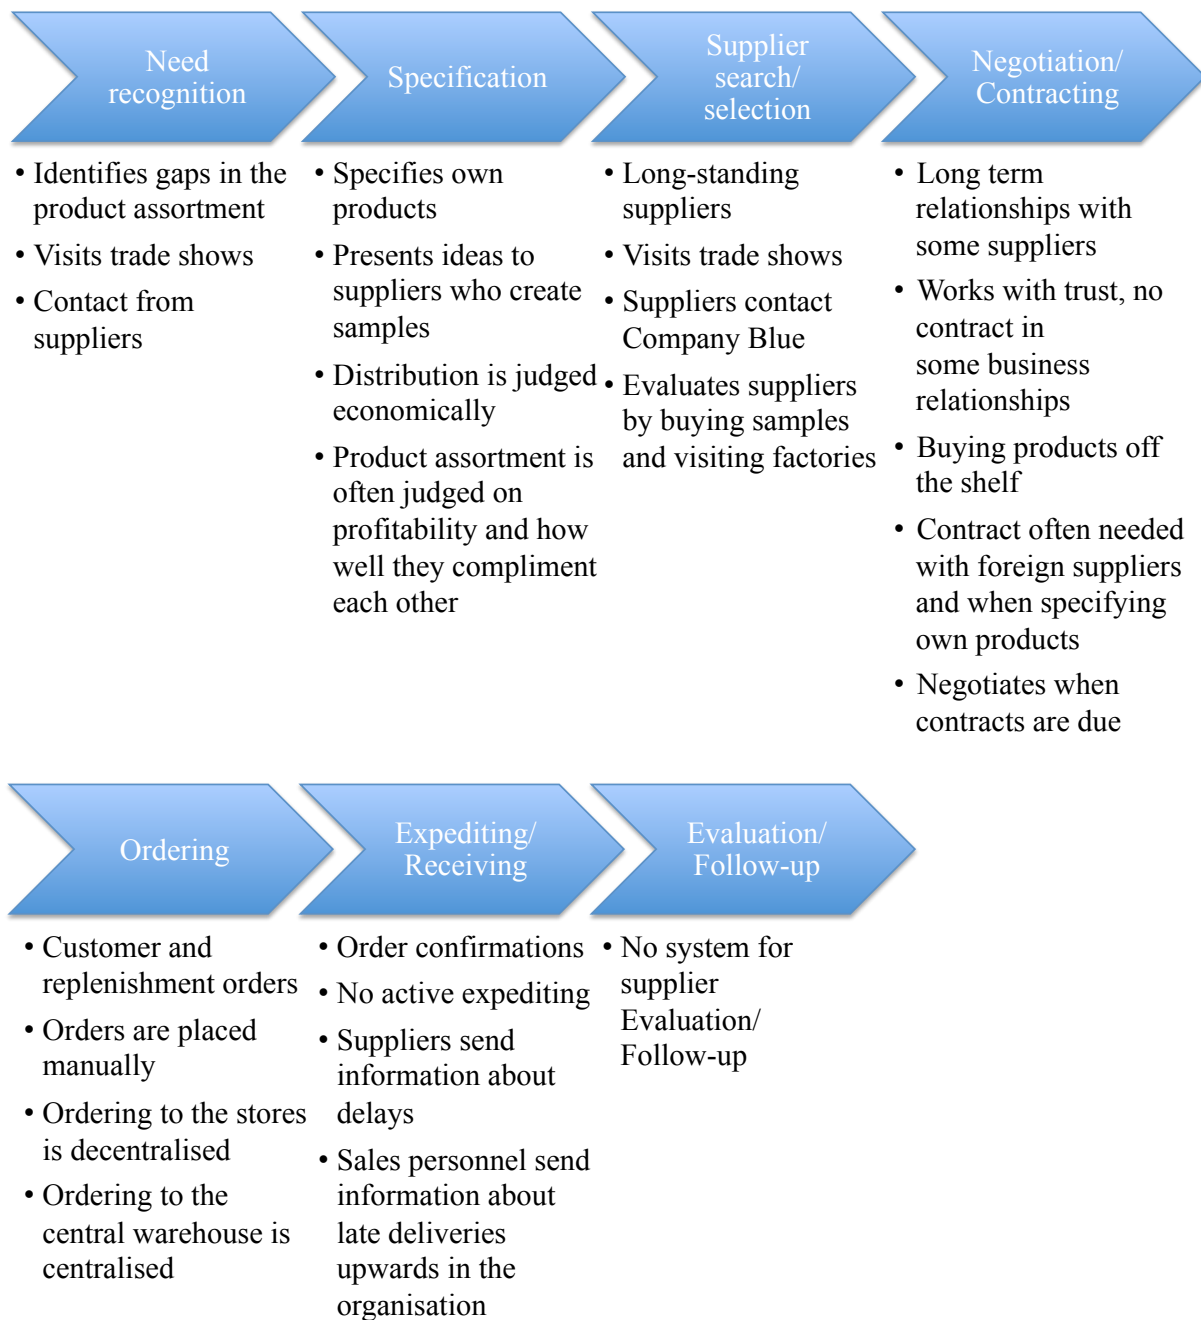 Need
recognition
Specification
Supplier
search/
selection
Negotiation/
Contracting
• Identifies gaps in the
product assortment
• Visits trade shows
• Contact from
suppliers
• Specifies own
products
• Presents ideas to
suppliers who create
samples
• Distribution is judged
economically
• Product assortment is
often judged on
profitability and how
well they compliment
each other
• Long-standing
suppliers
• Visits trade shows
• Suppliers contact
Company Blue
• Evaluates suppliers
by buying samples
and visiting factories
• Long term
relationships with
some suppliers
• Works with trust, no
contract in
some business
relationships
• Buying products off
the shelf
• Contract often needed
with foreign suppliers
and when specifying
own products
• Negotiates when
contracts are due
Ordering
Expediting/
Receiving
Evaluation/
Follow-up
• Customer and
replenishment orders
• Orders are placed
manually
• Ordering to the stores
is decentralised
• Ordering to the
central warehouse is
centralised
• Order confirmations
• No active expediting
• Suppliers send
information about
delays
• Sales personnel send
information about
late deliveries
upwards in the
organisation
• No system for
supplier
Evaluation/
Follow-up